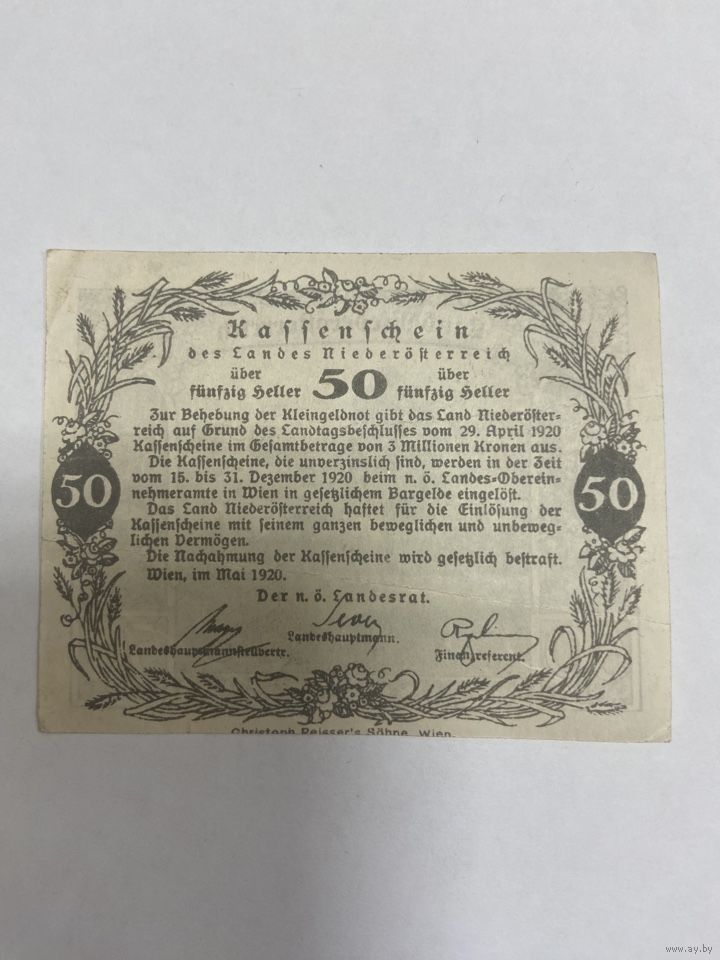 Kassenschein
des Landes Niederösterreich
über 50 über
fünfzig Heller fünfzig Heller
Zur Behebung der Kleingeldnot gibt das Land Niederöster-
reich auf Grund des Landtagsbeschlusses vom 29. April 1920
Kassenscheine im Gesamtbetrage von 3 Millionen Kronen aus.
Die Kassenscheine, die unverzinslich sind, werden in der Zeit
vom 15. bis 31. Dezember 1920 beim n. ö. Landes-Oberein-
nehmeramte in Wien in gesetzlichem Bargelde eingelöst.
Das Land Niederösterreich haftet für die Einlösung der
Kassenscheine mit seinem ganzen beweglichen und unbeweg-
lichen Vermögen.
Die Nachahmung der Kassenscheine wird gesetzlich bestraft.
Wien, im Mai 1920.
50
50
Der n. ö. Landesrat.
Landeshauptmannstellvertr.
Landeshauptmann.
Finanzreferent.
Christoph Reisser's Söhne, Wien.
www.ay.by